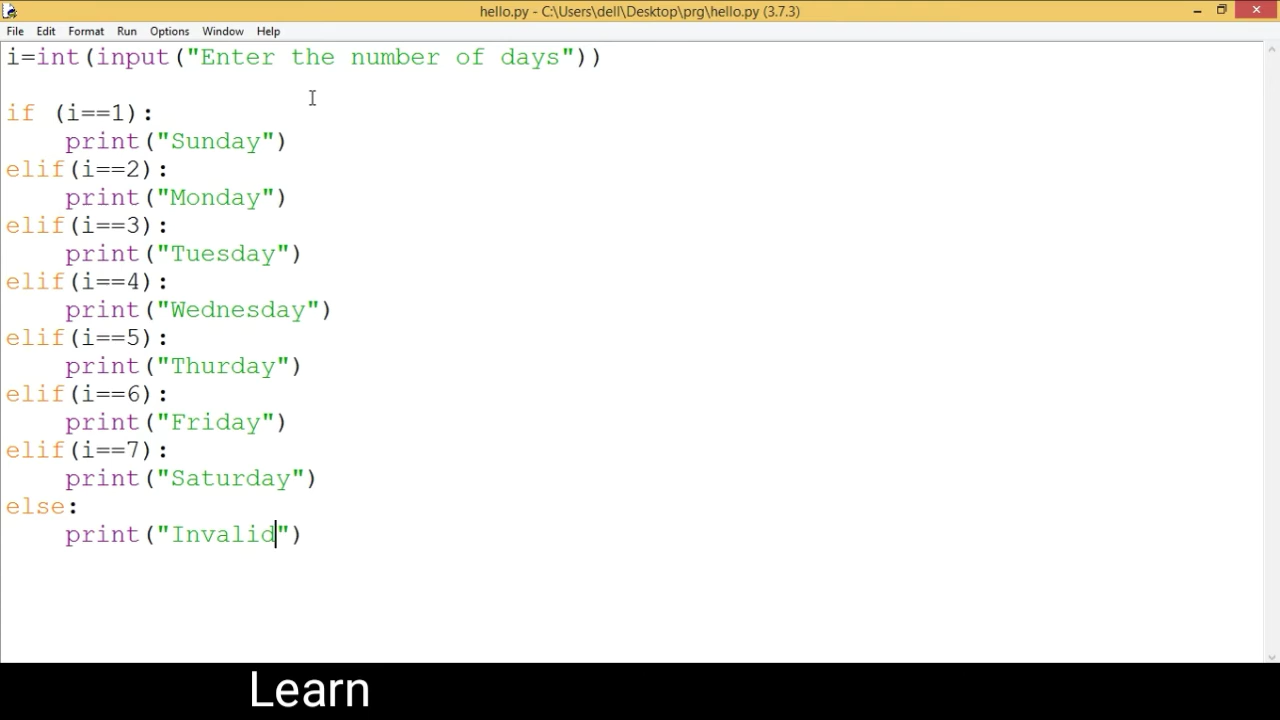 hello.py - C:\Users\dell\Desktop\prg\hello.py (3.7.3)
File Edit Format Run Options Window Help
i=int(input("Enter the number of days"))
if (i==1):
    print("Sunday")
elif(i==2):
    print("Monday")
elif(i==3):
    print("Tuesday")
elif(i==4):
    print("Wednesday")
elif(i==5):
    print("Thurday")
elif(i==6):
    print("Friday")
elif(i==7):
    print("Saturday")
else:
    print("Invalid")
Learn